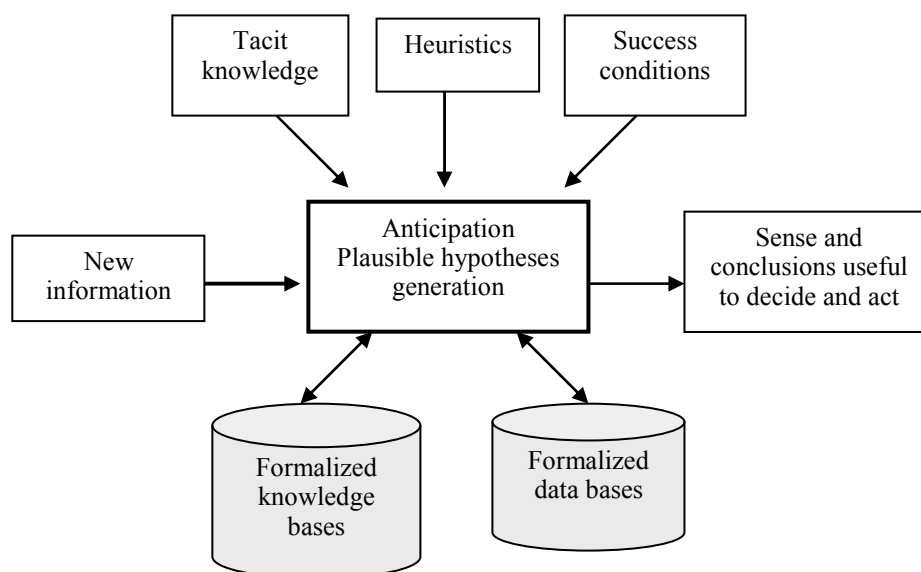 Tacit
knowledge
Heuristics
Success
conditions
New
information
Anticipation
Plausible hypotheses
generation
Sense and
conclusions useful
to decide and act
Formalized
knowledge
bases
Formalized
data bases